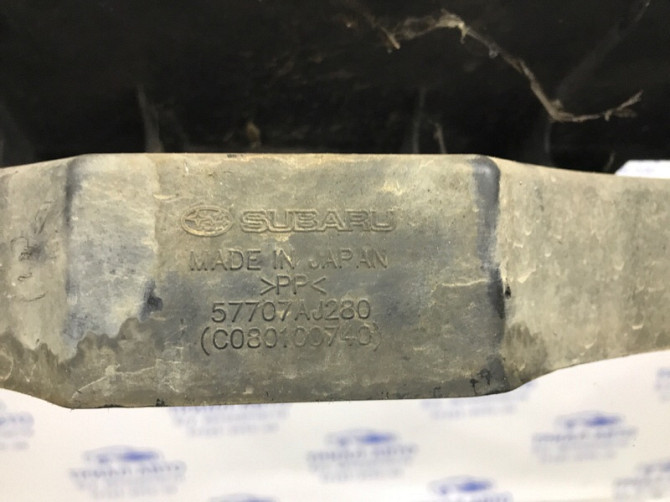 SUBARU
MADE IN JAPAN
>PP<
57707AJ280
(C080100740)